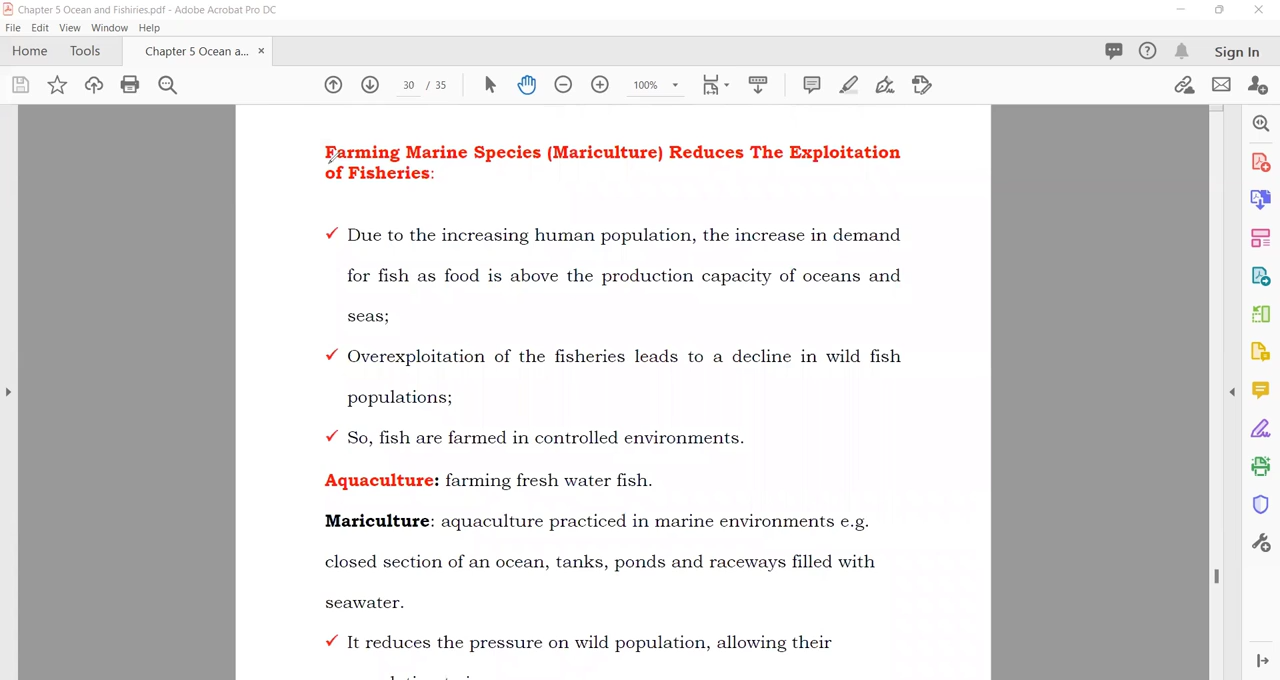 Chapter 5 Ocean and Fishiries.pdf - Adobe Acrobat Pro DC
File Edit View Window Help
Home Tools Chapter 5 Ocean a... × Sign In
30 / 35 100%
Farming Marine Species (Mariculture) Reduces The Exploitation
of Fisheries:
✓ Due to the increasing human population, the increase in demand
for fish as food is above the production capacity of oceans and
seas;
✓ Overexploitation of the fisheries leads to a decline in wild fish
populations;
✓ So, fish are farmed in controlled environments.
Aquaculture: farming fresh water fish.
Mariculture: aquaculture practiced in marine environments e.g.
closed section of an ocean, tanks, ponds and raceways filled with
seawater.
✓ It reduces the pressure on wild population, allowing their